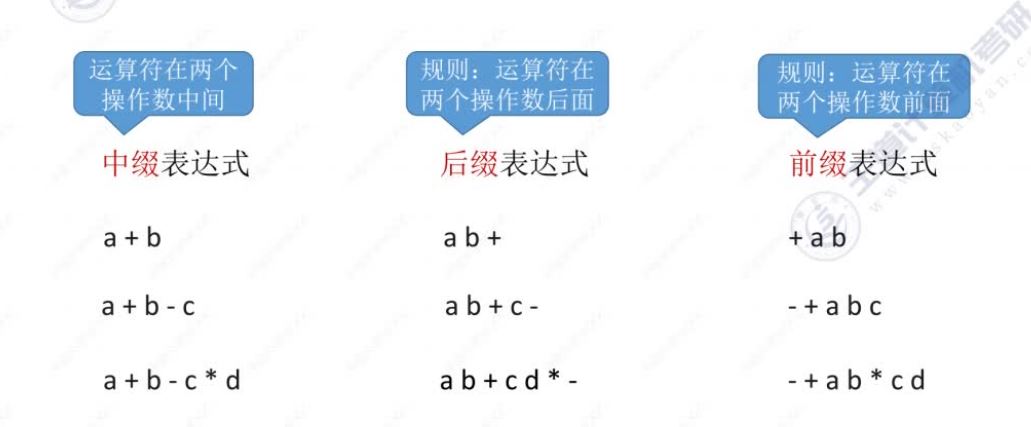 运算符在两个
操作数中间
规则：运算符在
两个操作数后面
规则：运算符在
两个操作数前面
中缀表达式
后缀表达式
前缀表达式
a + b
a b +
+ a b
a + b - c
a b + c -
- + a b c
a + b - c * d
a b + c d * -
- + a b * c d